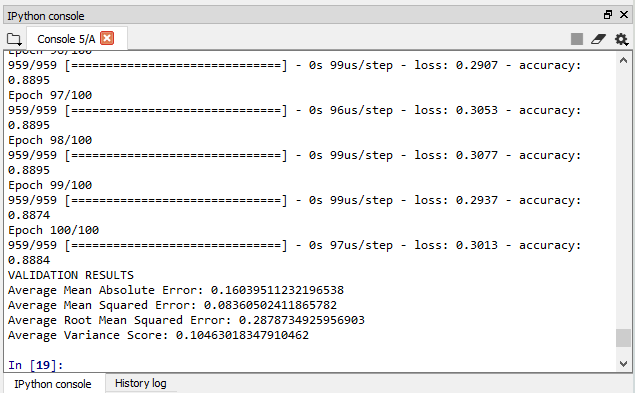 IPython console
Console 5/A
Epoch 96/100
959/959 [==============================] - 0s 99us/step - loss: 0.2907 - accuracy:
0.8895
Epoch 97/100
959/959 [==============================] - 0s 96us/step - loss: 0.3053 - accuracy:
0.8895
Epoch 98/100
959/959 [==============================] - 0s 99us/step - loss: 0.3077 - accuracy:
0.8895
Epoch 99/100
959/959 [==============================] - 0s 99us/step - loss: 0.2937 - accuracy:
0.8874
Epoch 100/100
959/959 [==============================] - 0s 97us/step - loss: 0.3013 - accuracy:
0.8884
VALIDATION RESULTS
Average Mean Absolute Error: 0.16039511232196538
Average Mean Squared Error: 0.08360502411865782
Average Root Mean Squared Error: 0.2878734925956903
Average Variance Score: 0.10463018347910462
In [19]:
IPython console History log